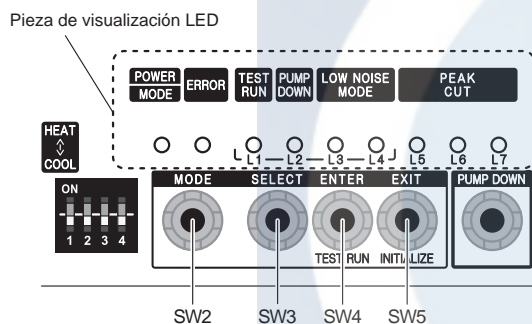 Pieza de visualización LED
POWER
MODE
ERROR
TEST
RUN
PUMP
DOWN
LOW NOISE
MODE
PEAK
CUT
HEAT
COOL
L1 L2 L3 L4 L5 L6 L7
ON
1 2 3 4
MODE SELECT ENTER EXIT PUMP DOWN
TEST RUN INITIALIZE
SW2 SW3 SW4 SW5